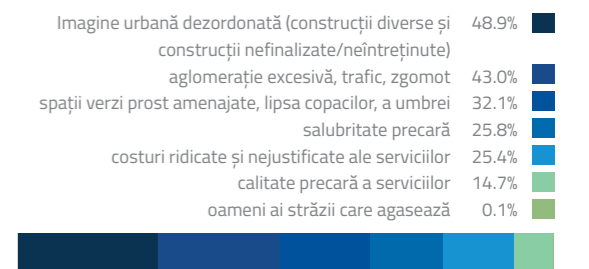 Imagine urbană dezordonată (construcții diverse și 48.9%
construcții nefinalizate/neîntreținute)
aglomerație excesivă, trafic, zgomot 43.0%
spații verzi prost amenajate, lipsa copacilor, a umbrei 32.1%
salubritate precară 25.8%
costuri ridicate și nejustificate ale serviciilor 25.4%
calitate precară a serviciilor 14.7%
oameni ai străzii care agasează 0.1%